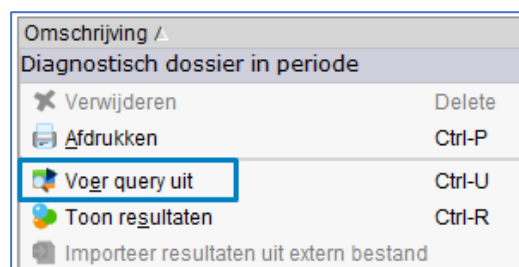 Omschrijving /
Diagnostisch dossier in periode
Verwijderen Delete
Afdrukken Ctrl-P
Voer query uit Ctrl-U
Toon resultaten Ctrl-R
Importeer resultaten uit extern bestand